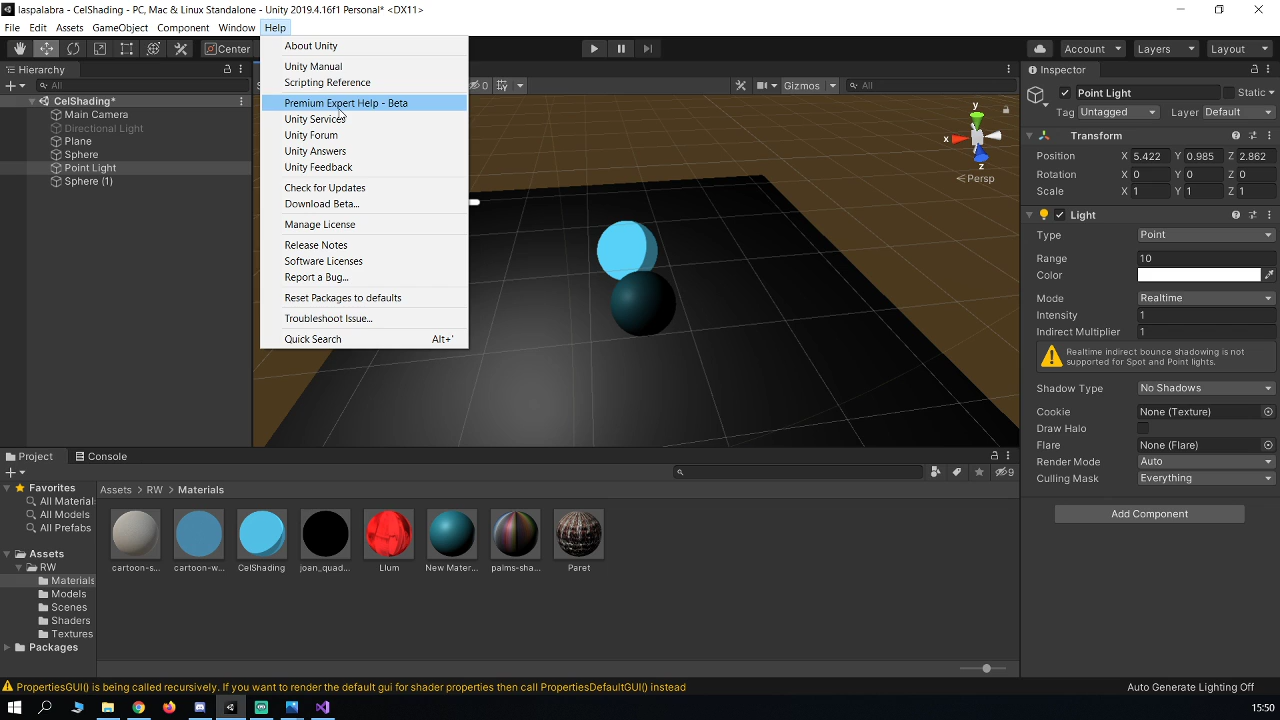 laspalabra - CelShading - PC, Mac & Linux Standalone - Unity 2019.4.16f1 Personal* <DX11>
File Edit Assets GameObject Component Window Help
Center
Account Layers Layout
About Unity
Unity Manual
Scripting Reference
Premium Expert Help - Beta
Unity Services
Unity Forum
Unity Answers
Unity Feedback
Check for Updates
Download Beta...
Manage License
Release Notes
Software Licenses
Report a Bug...
Reset Packages to defaults
Troubleshoot Issue...
Quick Search Alt+'
Hierarchy
All
CelShading*
Main Camera
Directional Light
Plane
Sphere
Point Light
Sphere (1)
0 Gizmos All
y
x
z
Persp
Inspector
Point Light Static
Tag Untagged Layer Default
Transform
Position X 5.422 Y 0.985 Z 2.862
Rotation X 0 Y 0 Z 0
Scale X 1 Y 1 Z 1
Light
Type Point
Range 10
Color
Mode Realtime
Intensity 1
Indirect Multiplier 1
Realtime indirect bounce shadowing is not
supported for Spot and Point lights.
Shadow Type No Shadows
Cookie None (Texture)
Draw Halo
Flare None (Flare)
Render Mode Auto
Culling Mask Everything
Add Component
Project Console
9
Favorites
All Materials
All Models
All Prefabs
Assets
RW
Materials
Models
Scenes
Shaders
Textures
Packages
Assets > RW > Materials
cartoon-s... cartoon-w... CelShading joan_quad... Llum New Mater... palms-sha... Paret
PropertiesGUI() is being called recursively. If you want to render the default gui for shader properties then call PropertiesDefaultGUI() instead
Auto Generate Lighting Off
15:50